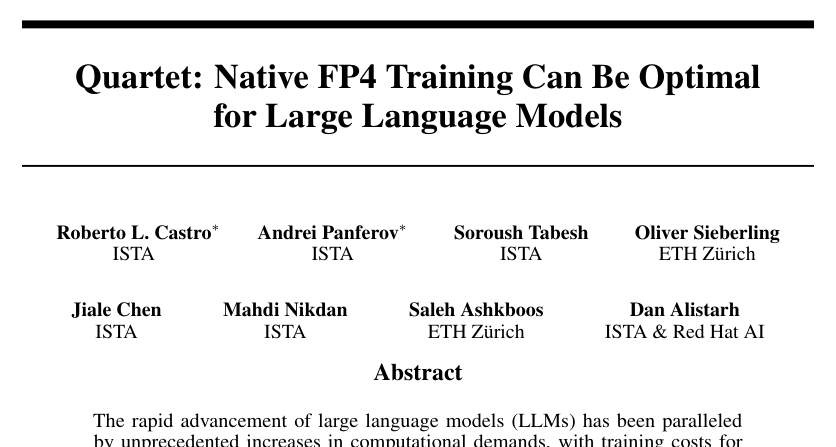 Quartet: Native FP4 Training Can Be Optimal
for Large Language Models
Roberto L. Castro* Andrei Panferov* Soroush Tabesh Oliver Sieberling
ISTA ISTA ISTA ETH Zürich
Jiale Chen Mahdi Nikdan Saleh Ashkboos Dan Alistarh
ISTA ISTA ETH Zürich ISTA & Red Hat AI
Abstract
The rapid advancement of large language models (LLMs) has been paralleled
by unprecedented increases in computational demands, with training costs for